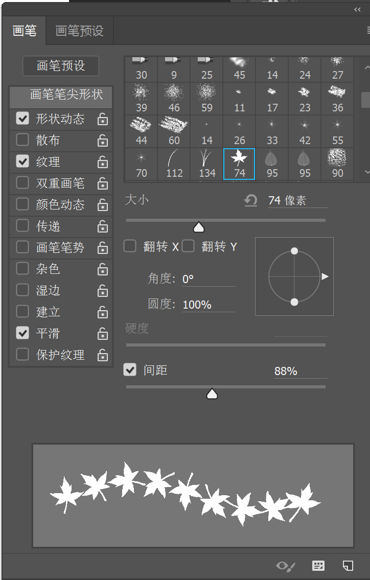 画笔 画笔预设
画笔预设
画笔笔尖形状
形状动态
散布
纹理
双重画笔
颜色动态
传递
画笔笔势
杂色
湿边
建立
平滑
保护纹理
30 9 25 45 14 24 27
39 46 59 11 17 23 36
44 60 14 26 33 42 55
70 112 134 74 95 95 90
大小 74 像素
翻转 X 翻转 Y
角度: 0°
圆度: 100%
硬度
间距 88%